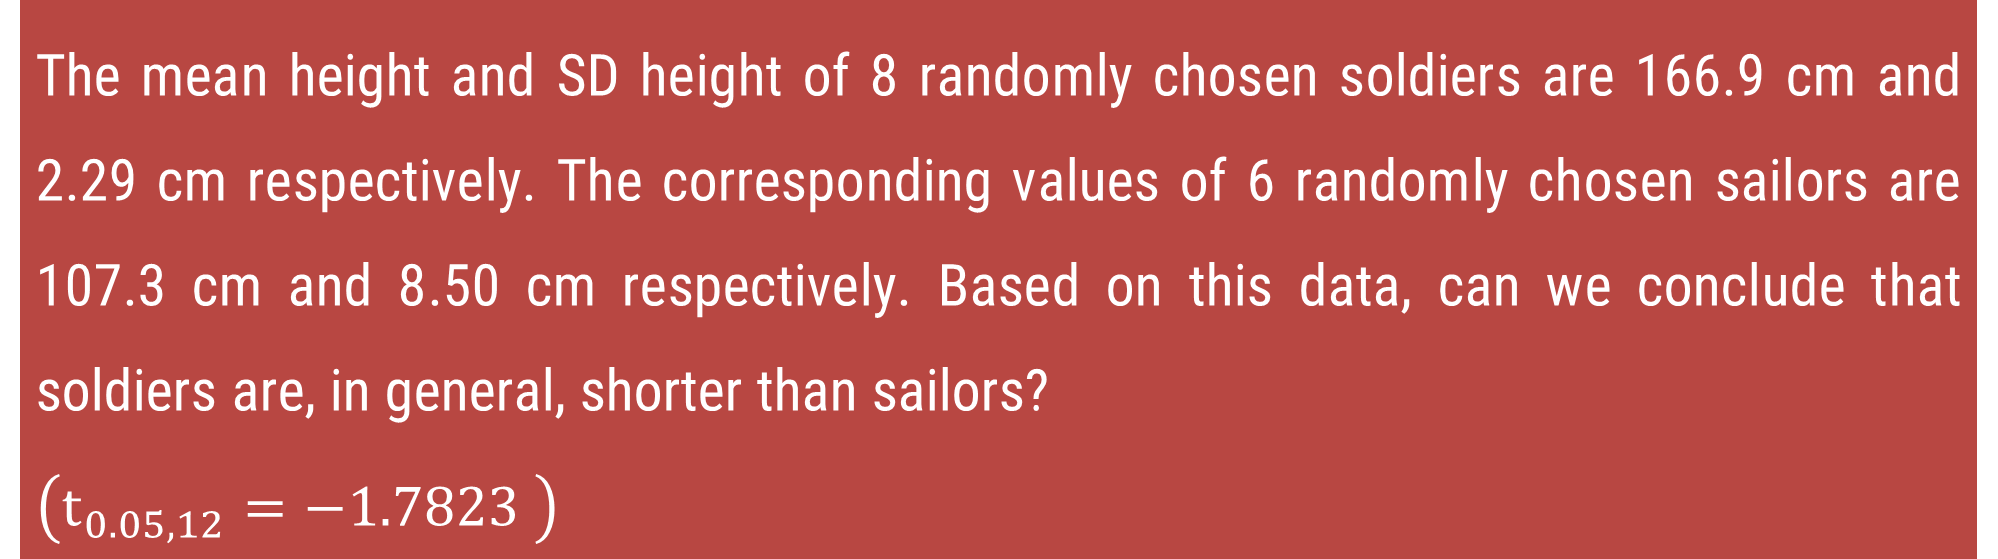 The mean height and SD height of 8 randomly chosen soldiers are 166.9 cm and
2.29 cm respectively. The corresponding values of 6 randomly chosen sailors are
107.3 cm and 8.50 cm respectively. Based on this data, can we conclude that
soldiers are, in general, shorter than sailors?
(t₀.₀₅,₁₂ = −1.7823 )